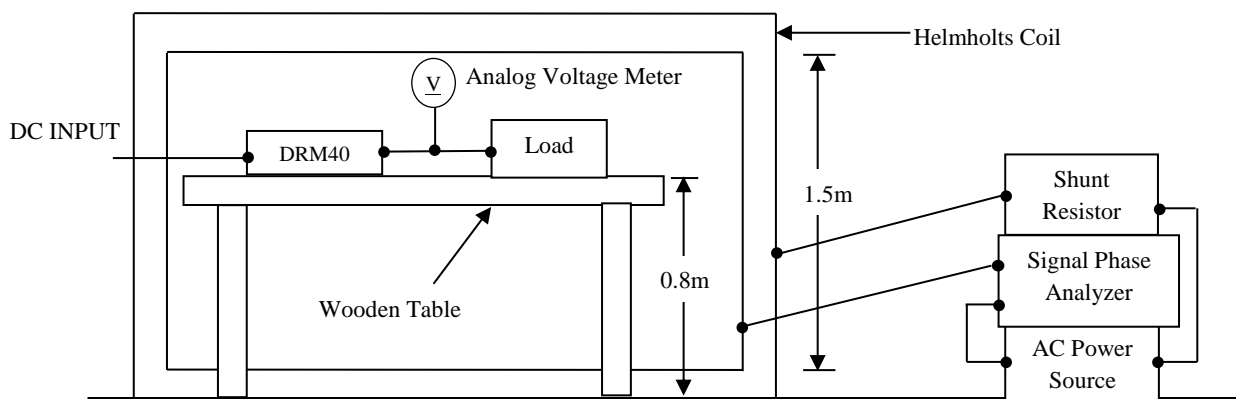 Helmholts Coil
V
Analog Voltage Meter
DC INPUT
DRM40
Load
1.5m
Shunt
Resistor
0.8m
Signal Phase
Analyzer
Wooden Table
AC Power
Source